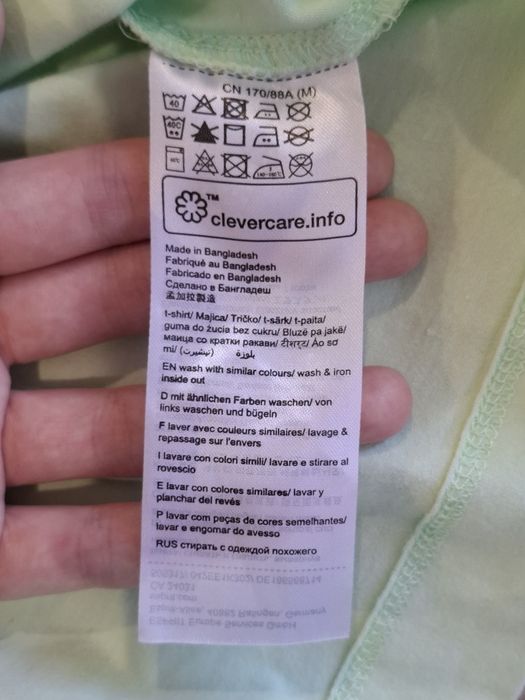 CN 170/88A (M)
40
40C
clevercare.info™
Made in Bangladesh
Fabriqué au Bangladesh
Fabricado en Bangladesh
Сделано в Бангладеш
孟加拉製造
t-shirt/ Majica/ Tričko/ t-särk/ t-paita/
guma do żucia bez cukru/ Bluzë pa jakë/
маица со кратки ракави/ टीशर्ट/ Áo sơ
mi/ (تيشيرت) بلوزة
EN wash with similar colours/ wash & iron
inside out
D mit ähnlichen Farben waschen/ von
links waschen und bügeln
F laver avec couleurs similaires/ lavage &
repassage sur l'envers
I lavare con colori simili/ lavare e stirare al
rovescio
E lavar con colores similares/ lavar y
planchar del revés
P lavar com peças de cores semelhantes/
lavar e engomar do avesso
RUS стирать с одеждой похожего